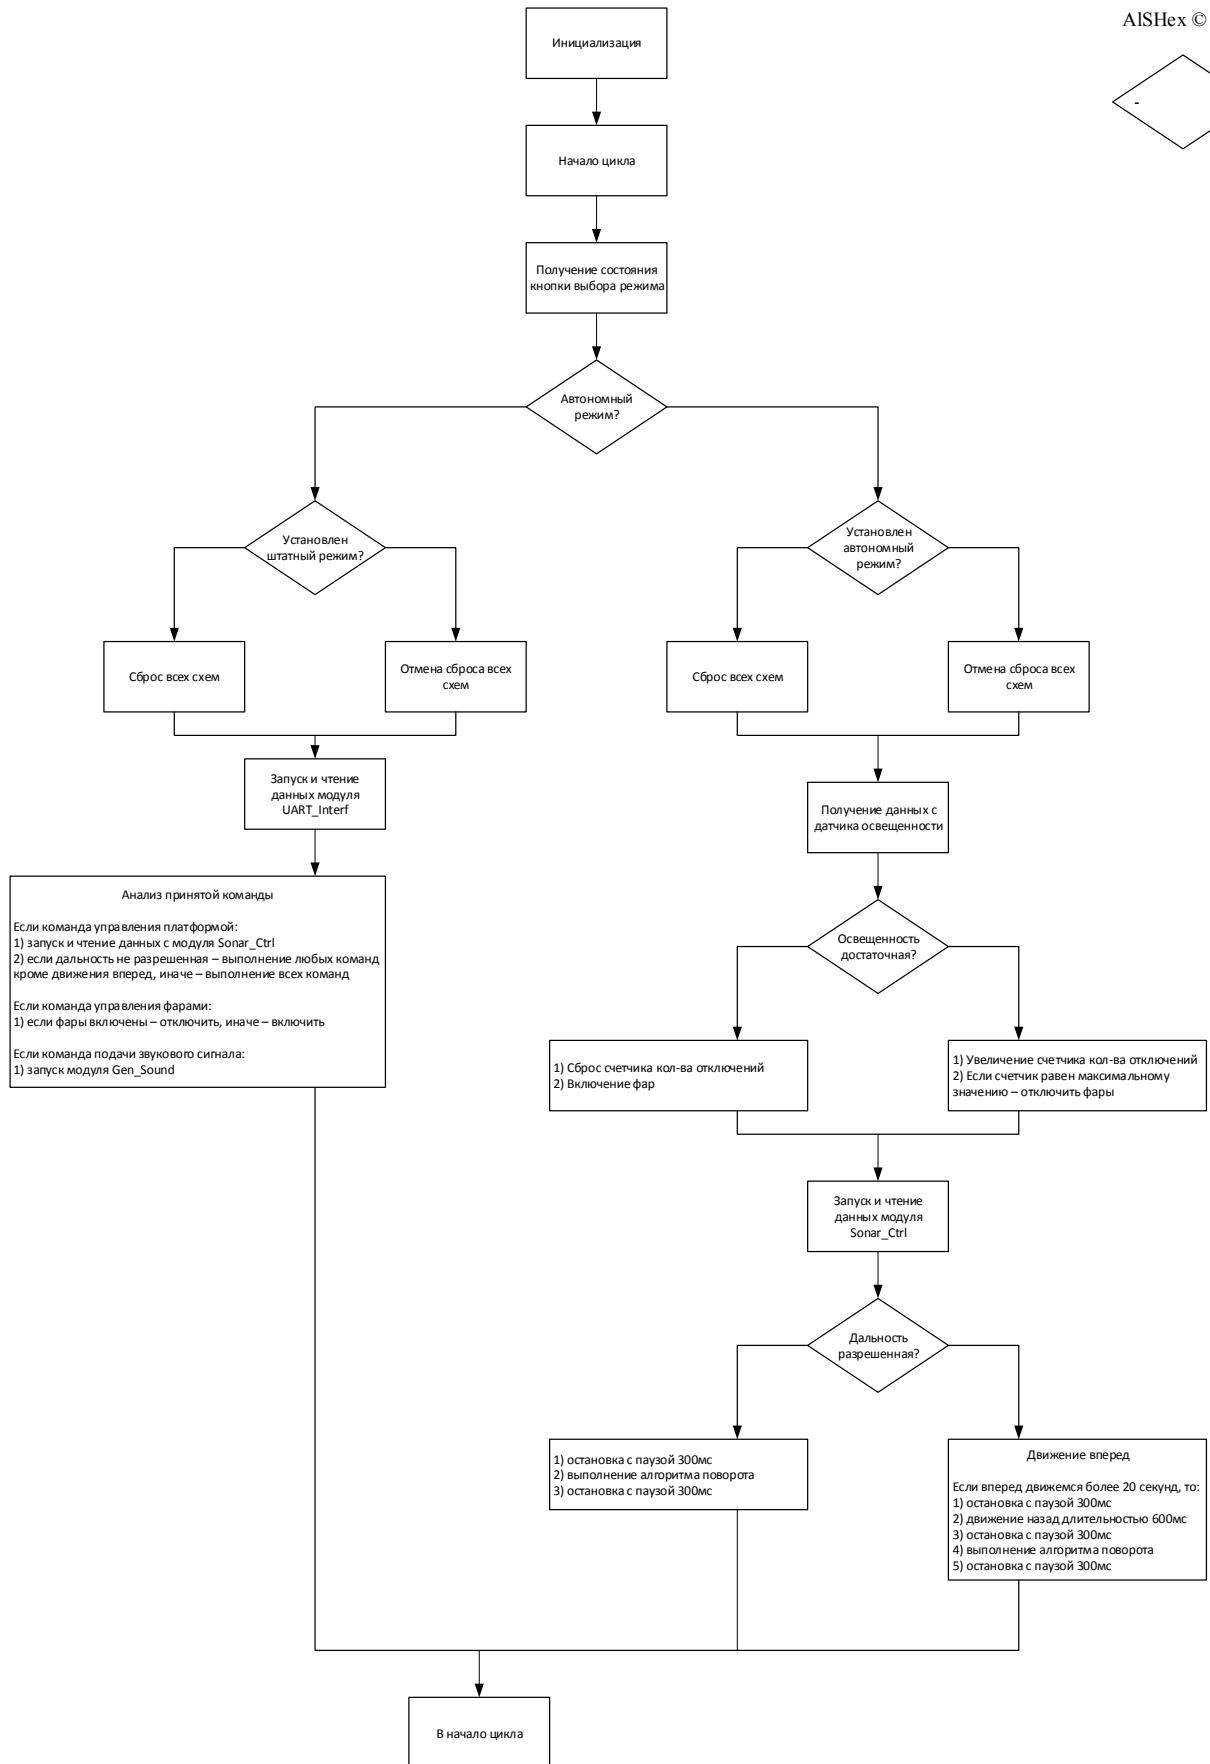 AlSHex ©
-
Инициализация
Начало цикла
Получение состояния
кнопки выбора режима
Автономный
режим?
Установлен
штатный режим?
Установлен
автономный
режим?
Сброс всех схем
Отмена сброса всех
схем
Сброс всех схем
Отмена сброса всех
схем
Запуск и чтение
данных модуля
UART_Interf
Получение данных с
датчика освещенности
Анализ принятой команды
Если команда управления платформой:
1) запуск и чтение данных с модуля Sonar_Ctrl
2) если дальность не разрешенная – выполнение любых команд
кроме движения вперед, иначе – выполнение всех команд
Если команда управления фарами:
1) если фары включены – отключить, иначе – включить
Если команда подачи звукового сигнала:
1) запуск модуля Gen_Sound
Освещенность
достаточная?
1) Сброс счетчика кол-ва отключений
2) Включение фар
1) Увеличение счетчика кол-ва отключений
2) Если счетчик равен максимальному
значению – отключить фары
Запуск и чтение
данных модуля
Sonar_Ctrl
Дальность
разрешенная?
1) остановка с паузой 300мс
2) выполнение алгоритма поворота
3) остановка с паузой 300мс
Движение вперед
Если вперед движемся более 20 секунд, то:
1) остановка с паузой 300мс
2) движение назад длительностью 600мс
3) остановка с паузой 300мс
4) выполнение алгоритма поворота
5) остановка с паузой 300мс
В начало цикла